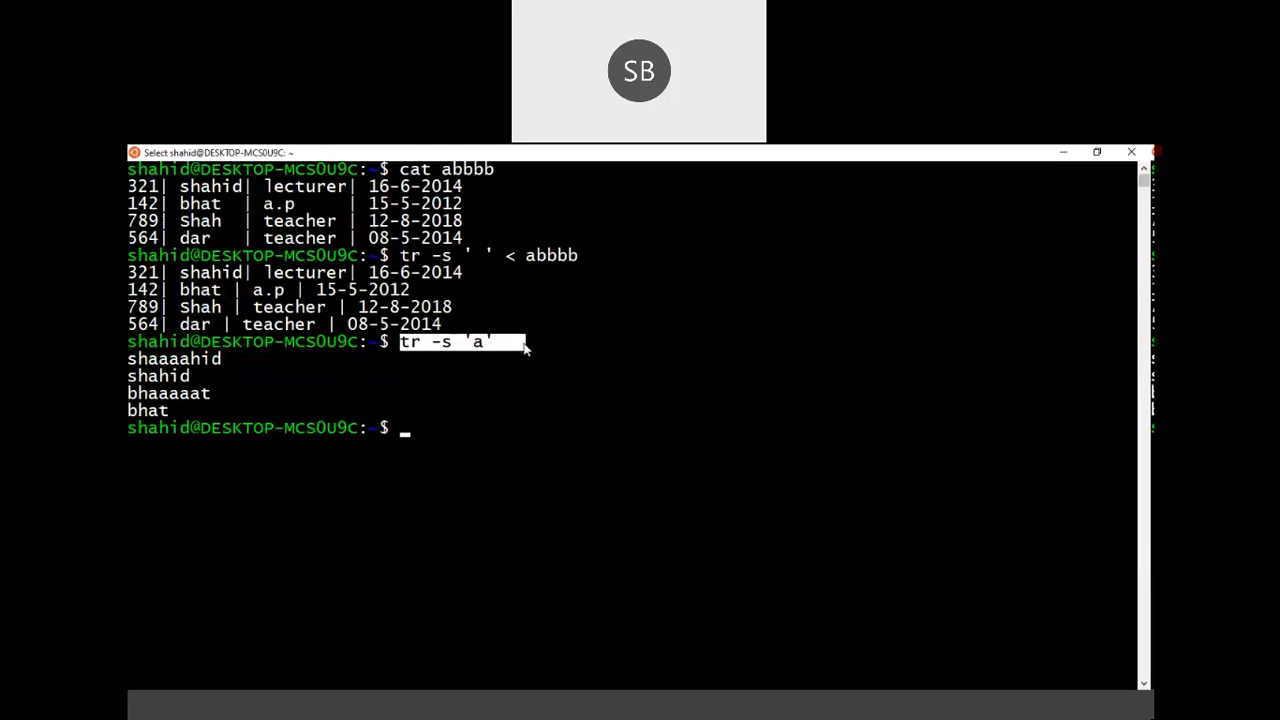 SB
Select shahid@DESKTOP-MCS0U9C: ~
shahid@DESKTOP-MCS0U9C:~$ cat abbbb
321| shahid| lecturer| 16-6-2014
142| bhat  | a.p     | 15-5-2012
789| Shah  | teacher | 12-8-2018
564| dar   | teacher | 08-5-2014
shahid@DESKTOP-MCS0U9C:~$ tr -s ' ' < abbbb
321| shahid| lecturer| 16-6-2014
142| bhat | a.p | 15-5-2012
789| Shah | teacher | 12-8-2018
564| dar | teacher | 08-5-2014
shahid@DESKTOP-MCS0U9C:~$ tr -s 'a'
shaaaahid
shahid
bhaaaaat
bhat
shahid@DESKTOP-MCS0U9C:~$